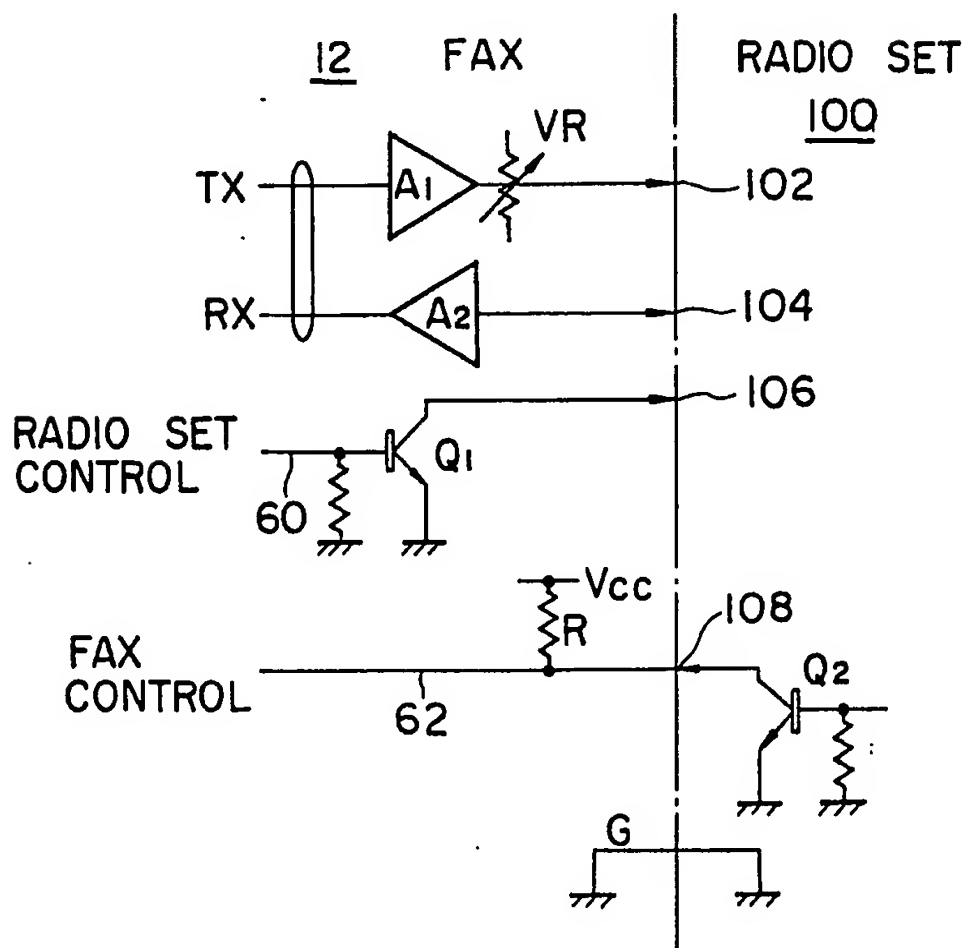 12 FAX
RADIO SET
100
VR
TX
A1
102
RX
A2
104
106
RADIO SET
CONTROL
Q1
60
Vcc
R
108
FAX
CONTROL
62
Q2
G